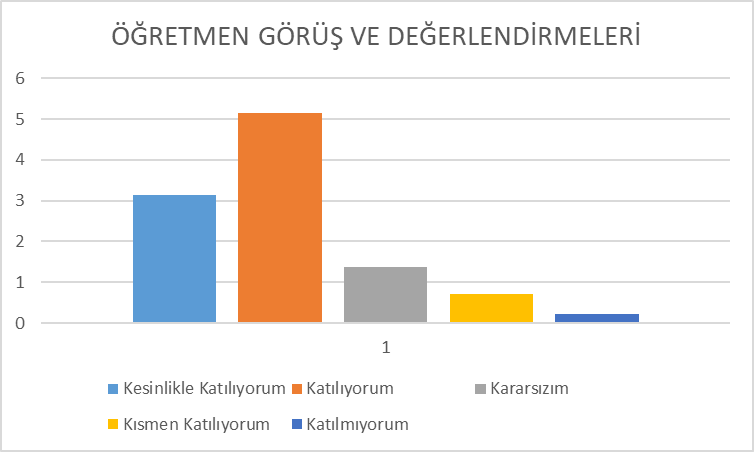 ÖĞRETMEN GÖRÜŞ VE DEĞERLENDİRMELERİ
6
5
4
3
2
1
0
1
Kesinlikle Katılıyorum Katılıyorum Kararsızım
Kısmen Katılıyorum Katılmıyorum